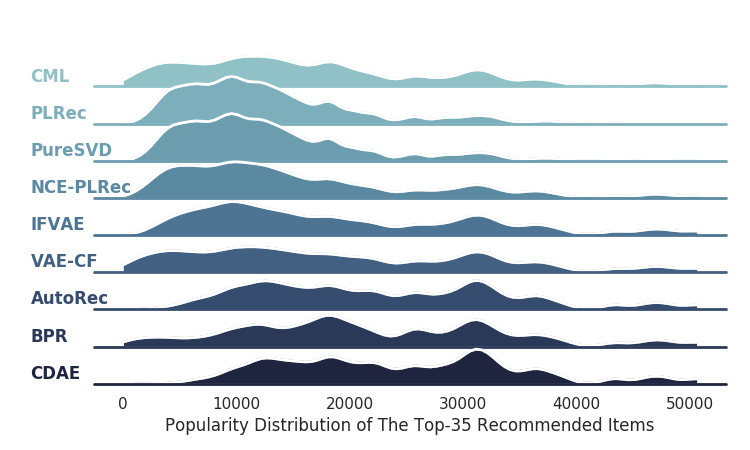 CML
PLRec
PureSVD
NCE-PLRec
IFVAE
VAE-CF
AutoRec
BPR
CDAE
0 10000 20000 30000 40000 50000
Popularity Distribution of The Top-35 Recommended Items